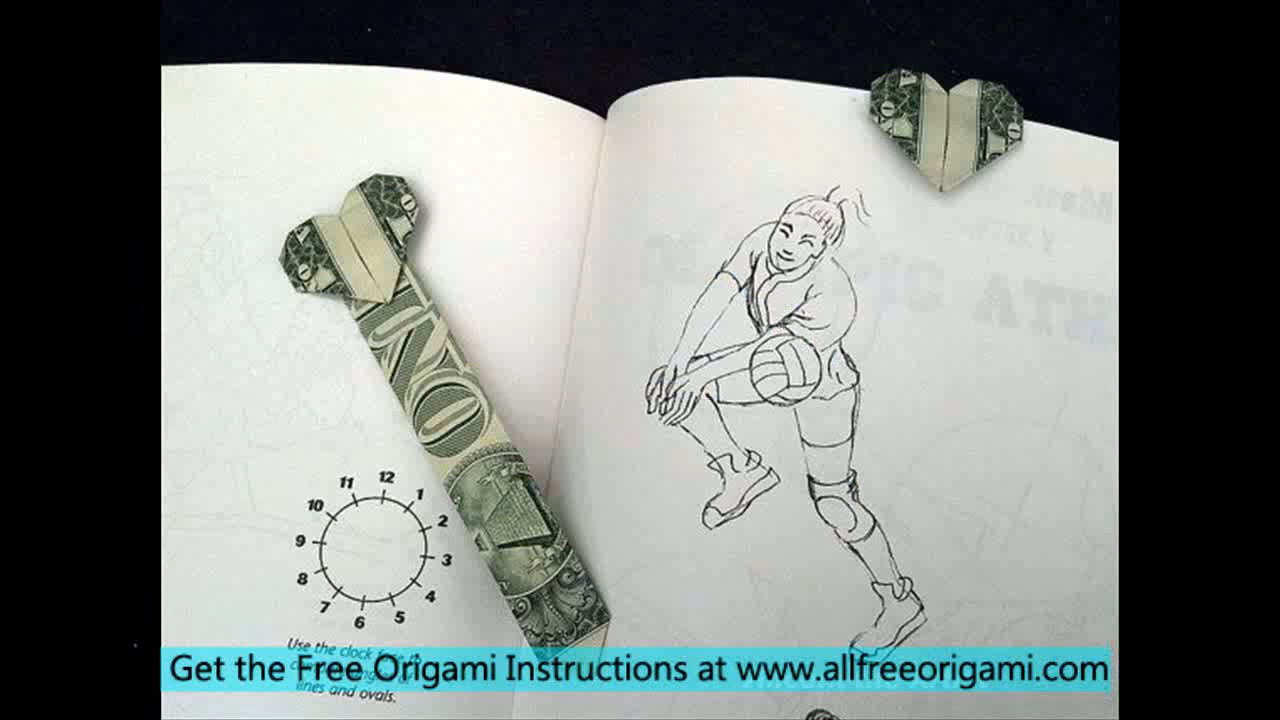 11 12 1
10 2
9 3
8 4
7 6 5
Use the clock face to
lines and ovals.
Get the Free Origami Instructions at www.allfreeorigami.com